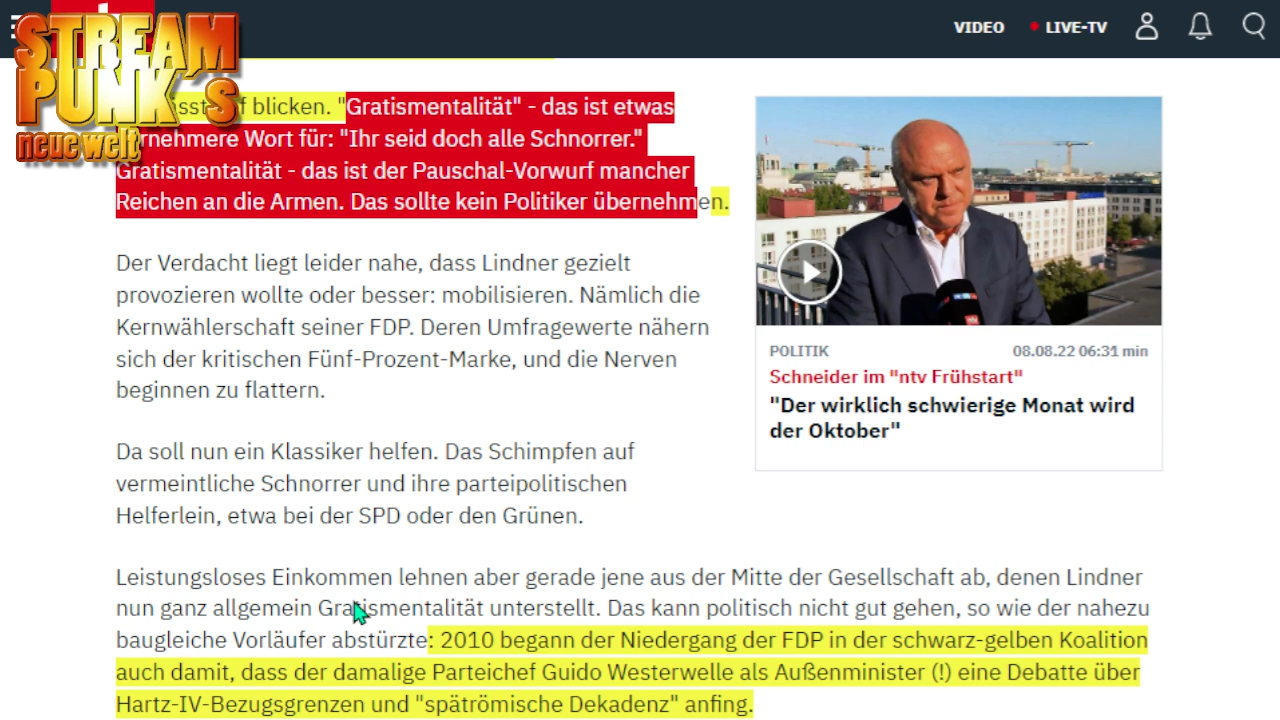 VIDEO
LIVE-TV
STREAM
PUNK´S
neue welt
blicken. "Gratismentalität" - das ist etwas
Wort für: "Ihr seid doch alle Schnorrer."
Gratismentalität - das ist der Pauschal-Vorwurf mancher
Reichen an die Armen. Das sollte kein Politiker übernehmen.
Der Verdacht liegt leider nahe, dass Lindner gezielt
provozieren wollte oder besser: mobilisieren. Nämlich die
Kernwählerschaft seiner FDP. Deren Umfragewerte nähern
sich der kritischen Fünf-Prozent-Marke, und die Nerven
beginnen zu flattern.
Da soll nun ein Klassiker helfen. Das Schimpfen auf
vermeintliche Schnorrer und ihre parteipolitischen
Helferlein, etwa bei der SPD oder den Grünen.
POLITIK 08.08.22 06:31 min
Schneider im "ntv Frühstart"
"Der wirklich schwierige Monat wird
der Oktober"
Leistungsloses Einkommen lehnen aber gerade jene aus der Mitte der Gesellschaft ab, denen Lindner
nun ganz allgemein Gratismentalität unterstellt. Das kann politisch nicht gut gehen, so wie der nahezu
baugleiche Vorläufer abstürzte: 2010 begann der Niedergang der FDP in der schwarz-gelben Koalition
auch damit, dass der damalige Parteichef Guido Westerwelle als Außenminister (!) eine Debatte über
Hartz-IV-Bezugsgrenzen und "spätrömische Dekadenz" anfing.